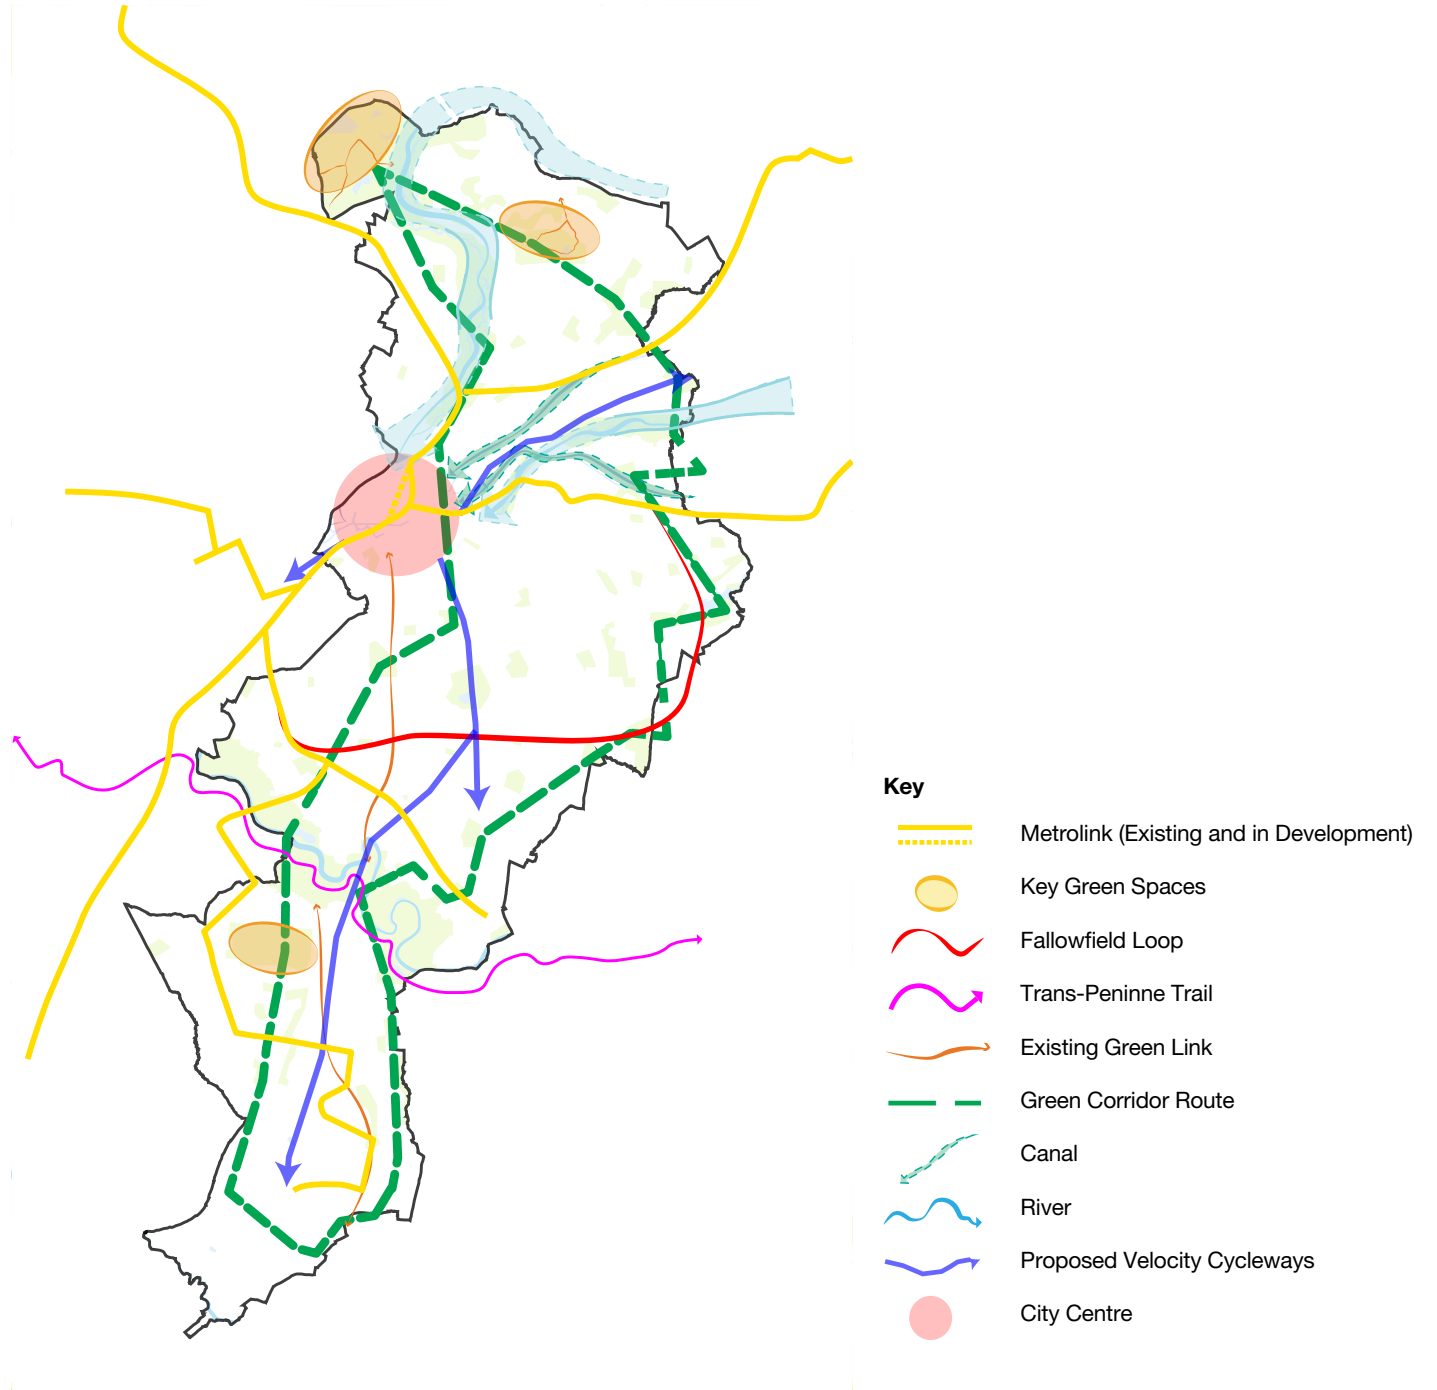 Key
Metrolink (Existing and in Development)
Key Green Spaces
Fallowfield Loop
Trans-Peninne Trail
Existing Green Link
Green Corridor Route
Canal
River
Proposed Velocity Cycleways
City Centre